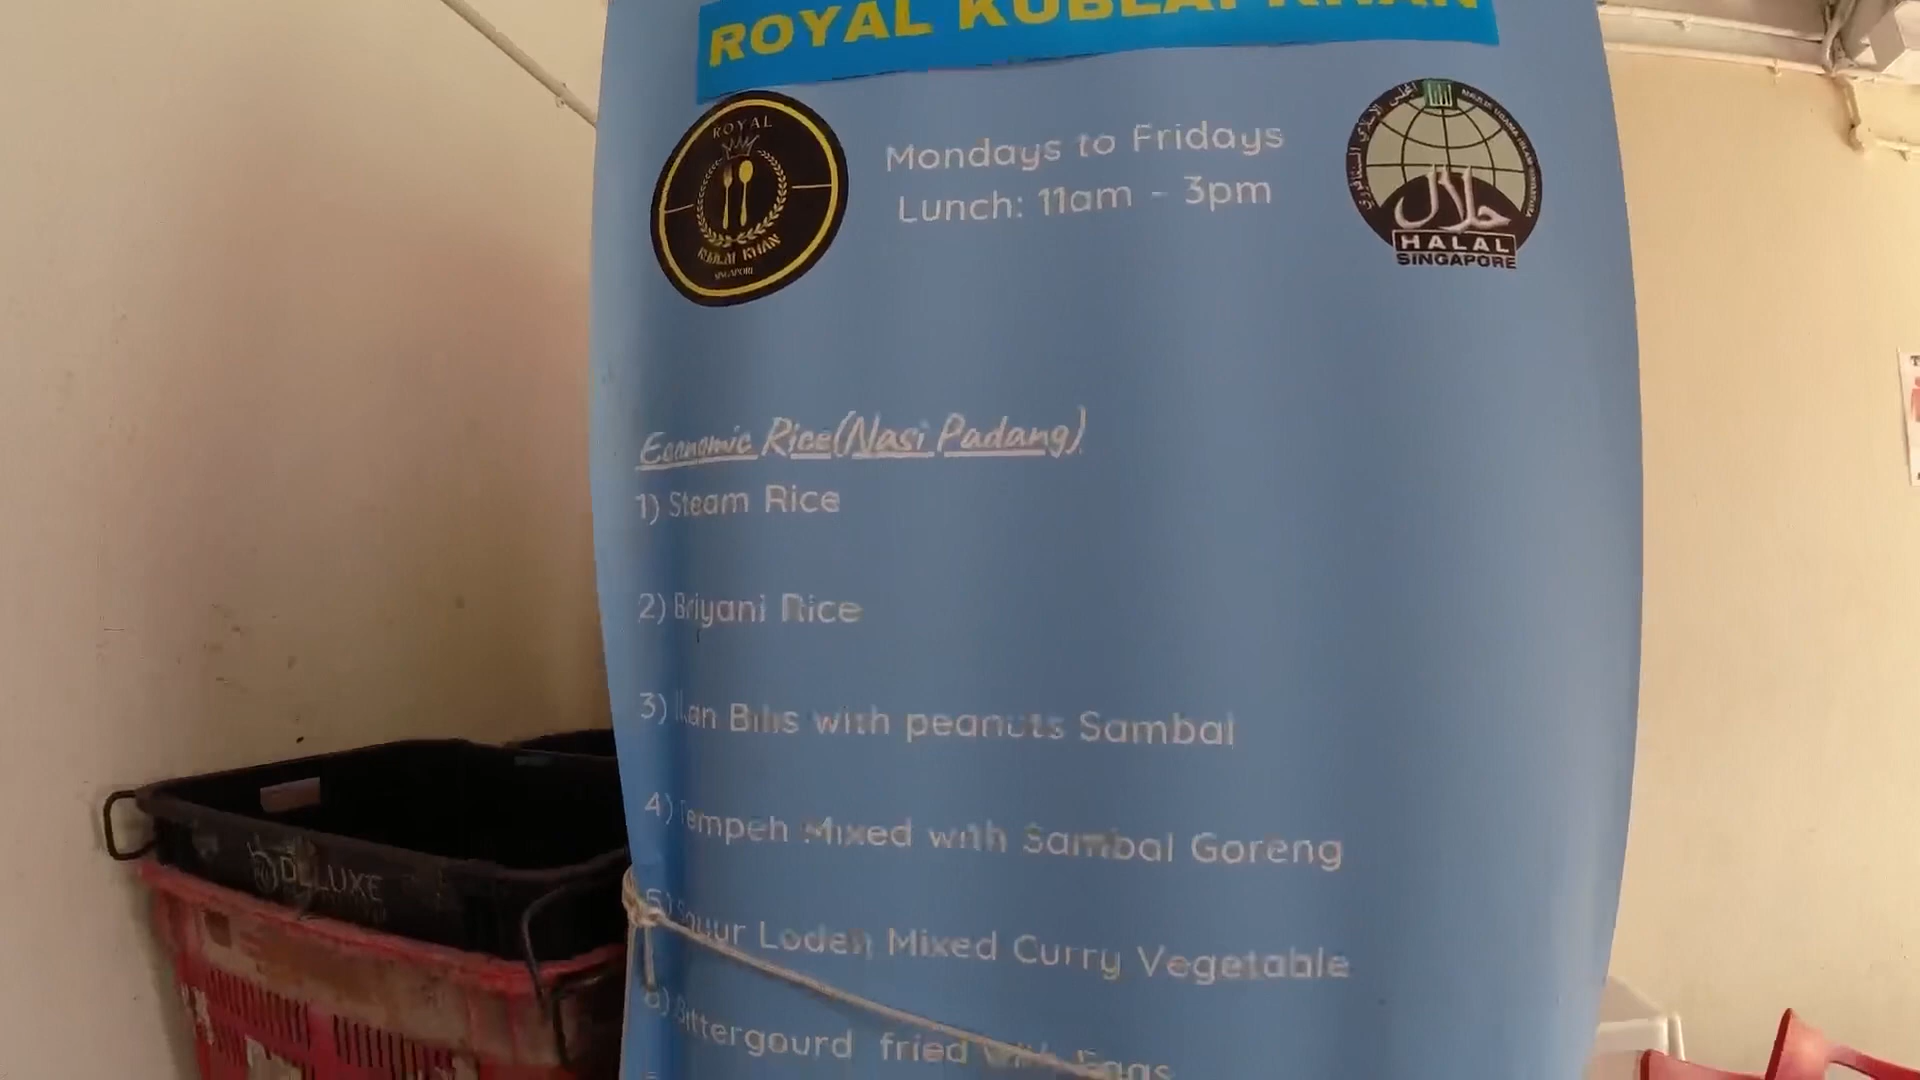 ROYAL KUBLAI KHAN
ROYAL
KUBLAI KHAN
SINGAPORE
Mondays to Fridays
Lunch: 11am - 3pm
حلال
HALAL
SINGAPORE
Economic Rice(Nasi Padang)
1) Steam Rice
2) Briyani Rice
3) Ikan Bilis with peanuts Sambal
4) Tempeh Mixed with Sambal Goreng
5) Sayur Lodeh Mixed Curry Vegetable
6) Bittergourd fried with Eggs
DELUXE